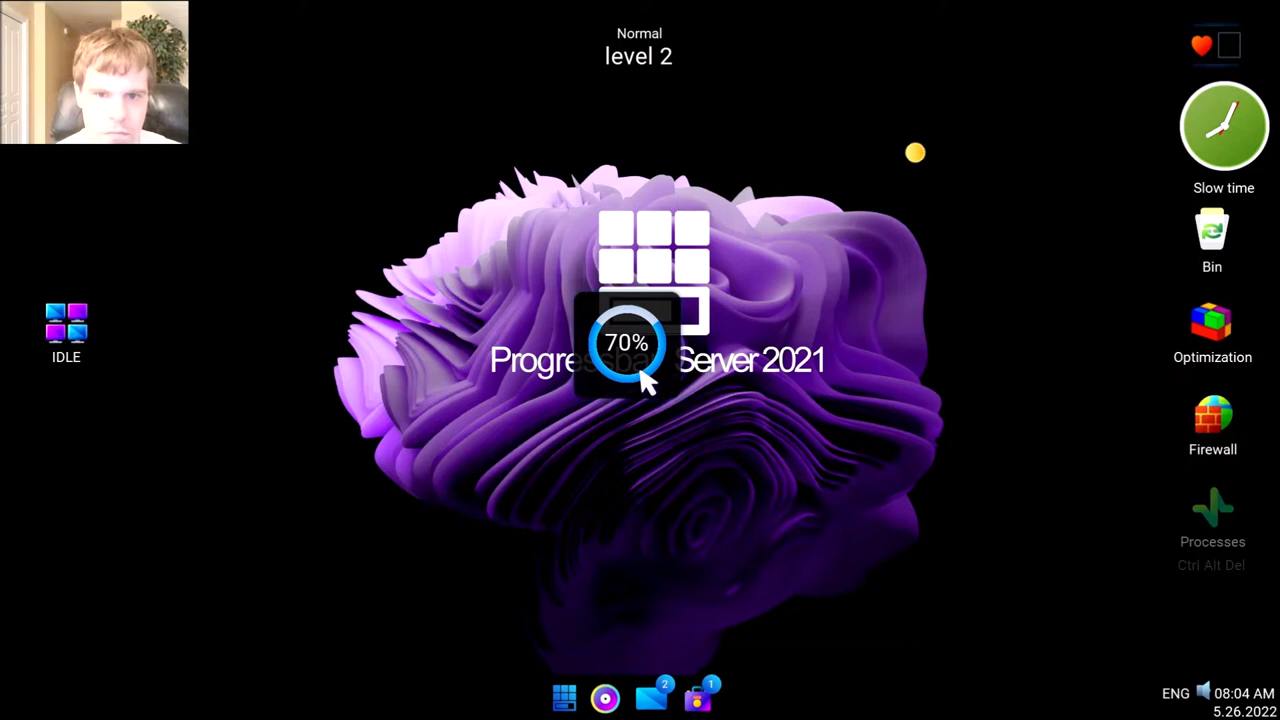 Normal
level 2
Slow time
Bin
IDLE
70%
Progressbar Server 2021
Optimization
Firewall
Processes
Ctrl Alt Del
2
1
ENG 08:04 AM
5.26.2022